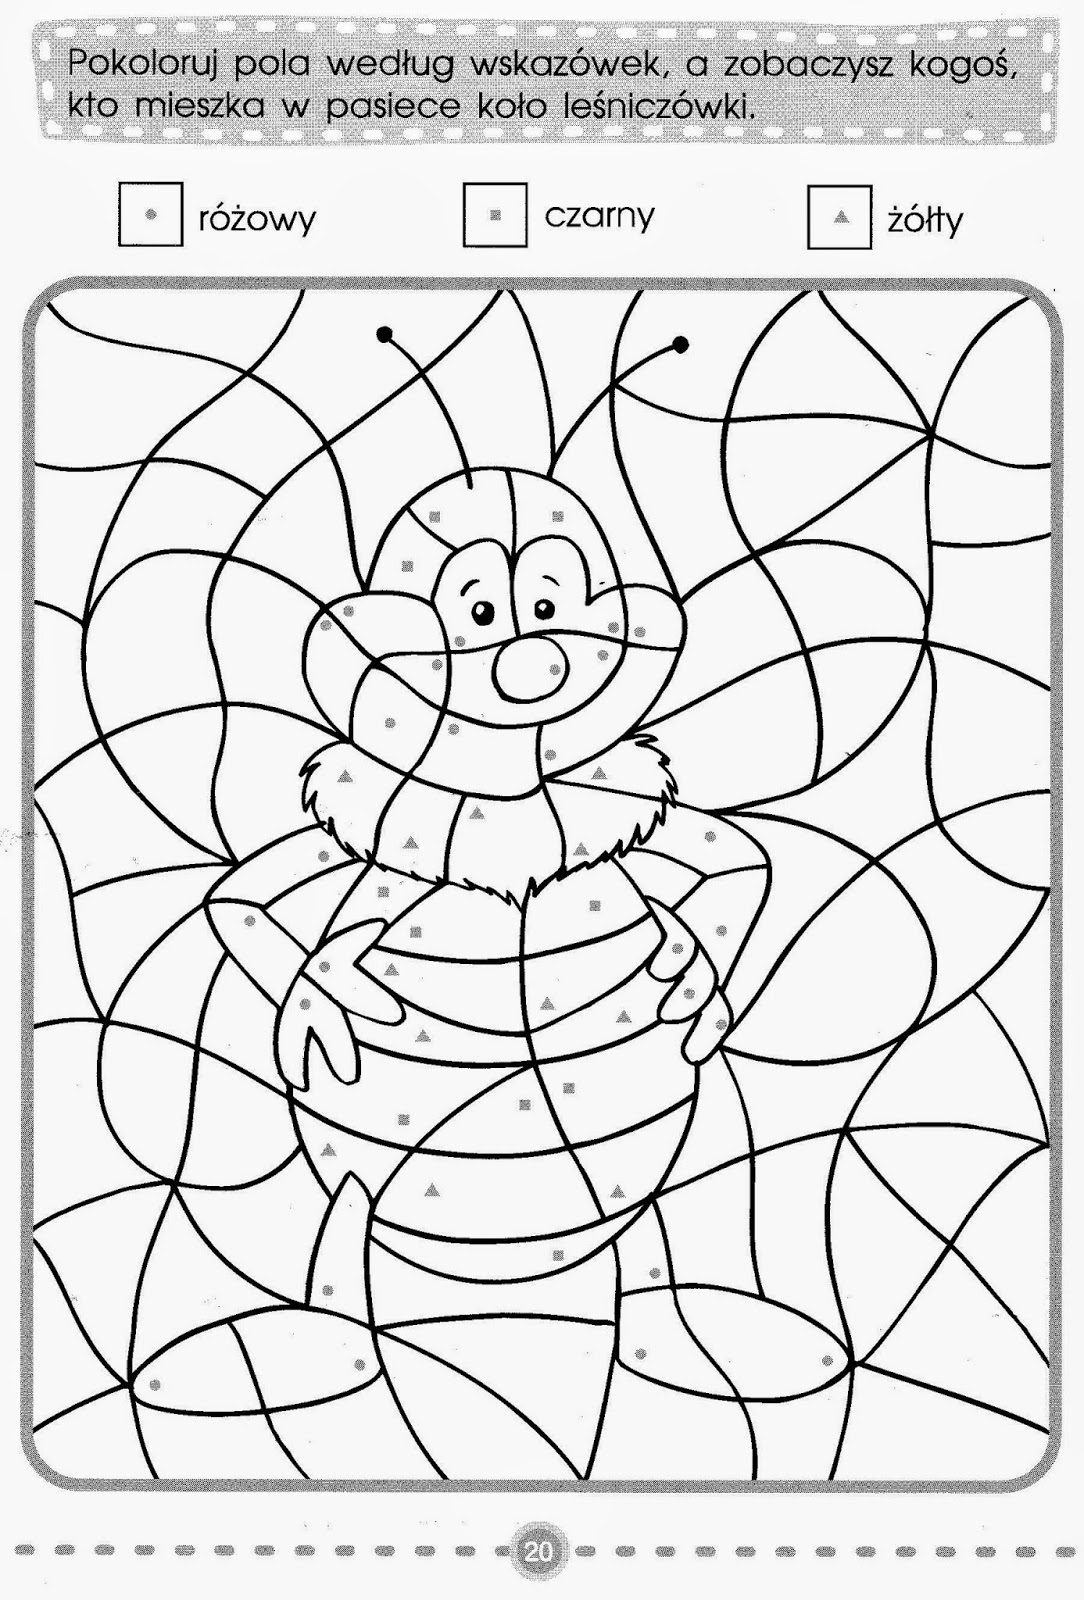 Pokoloruj pola według wskazówek, a zobaczysz kogoś,
kto mieszka w pasiece koło leśniczówki.
różowy
czarny
żółty
20